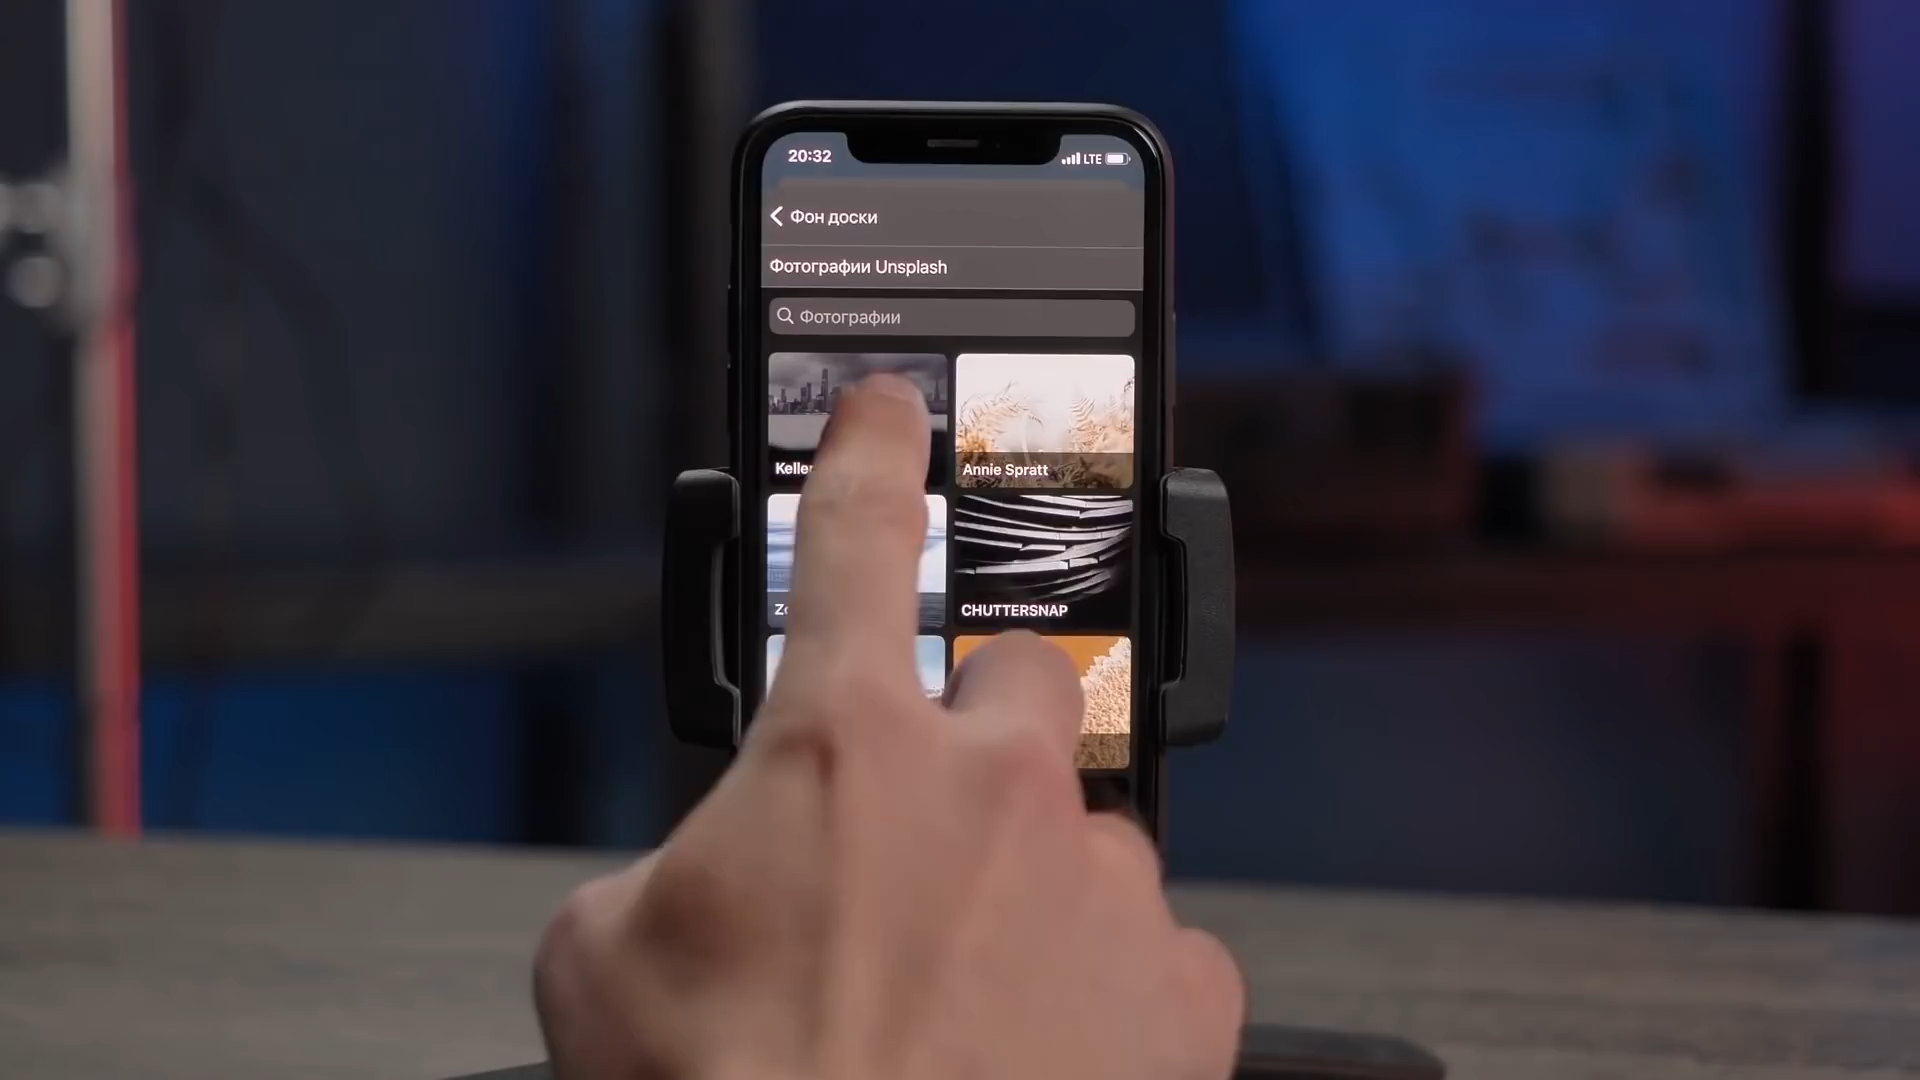 20:32
LTE
Фон доски
Фотографии Unsplash
Фотографии
Annie Spratt
CHUTTERSNAP